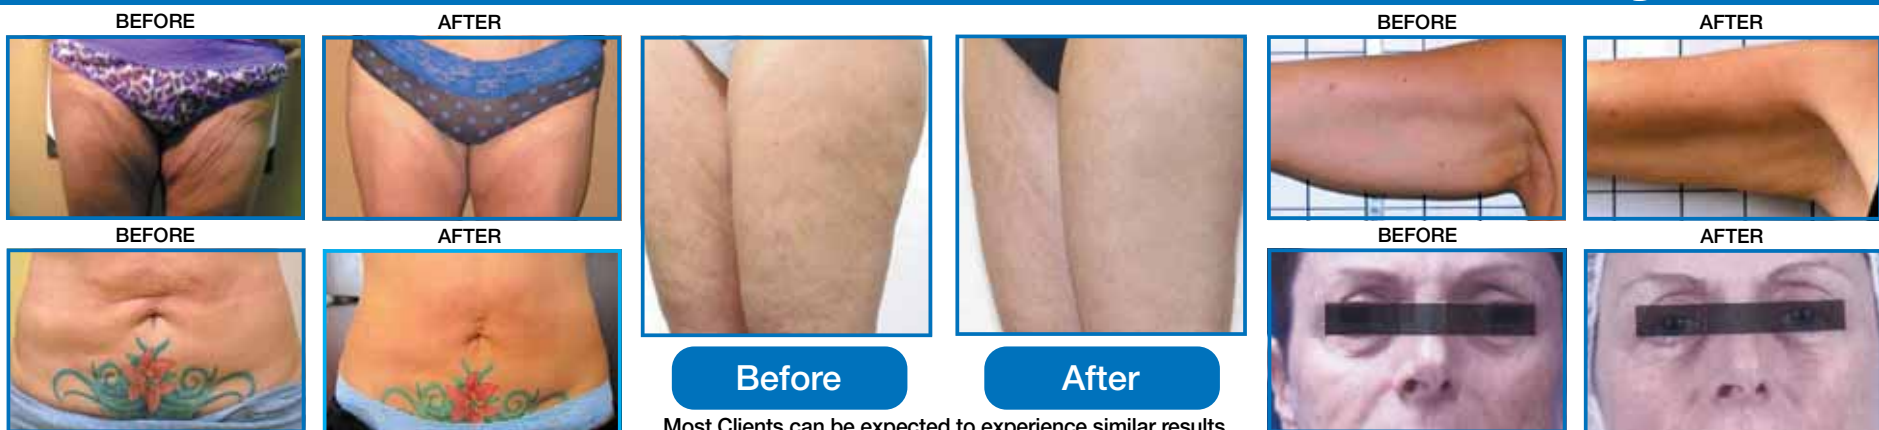 BEFORE
AFTER
BEFORE
AFTER
BEFORE
AFTER
BEFORE
AFTER
Before
After
Most Clients can be expected to experience similar results